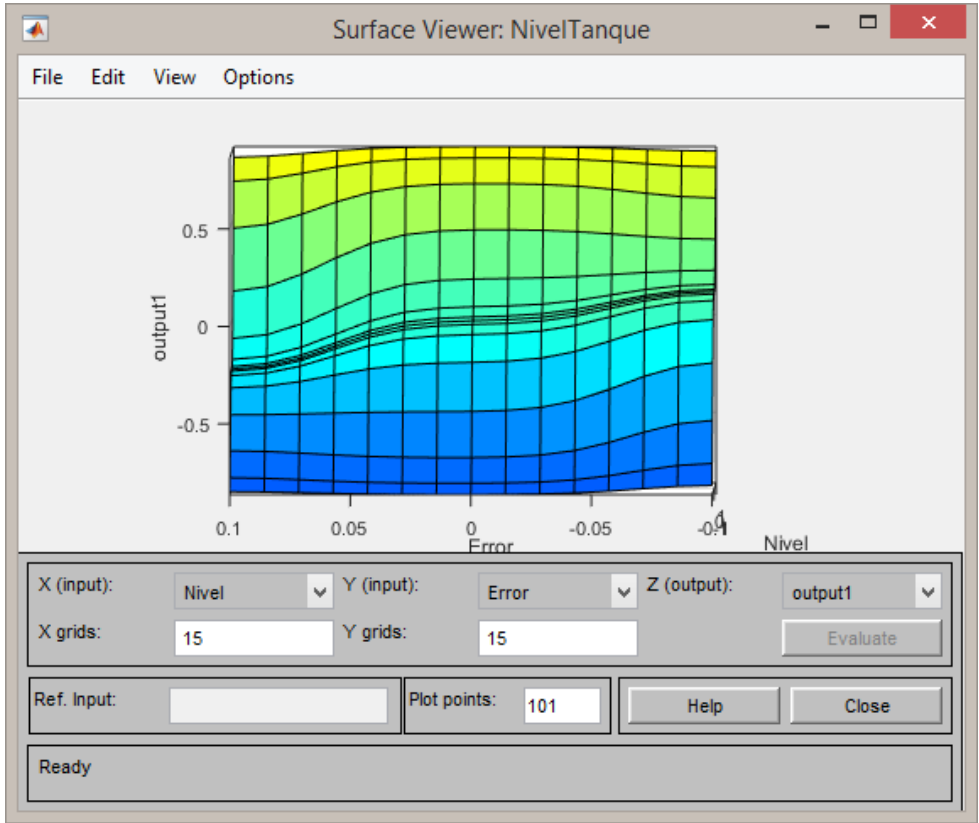 Surface Viewer: NivelTanque
File Edit View Options
0.5
0
-0.5
output1
0.1 0.05 0 -0.05 -0.1
Error
Nivel
X (input): Nivel Y (input): Error Z (output): output1
X grids: 15 Y grids: 15 Evaluate
Ref. Input: Plot points: 101 Help Close
Ready